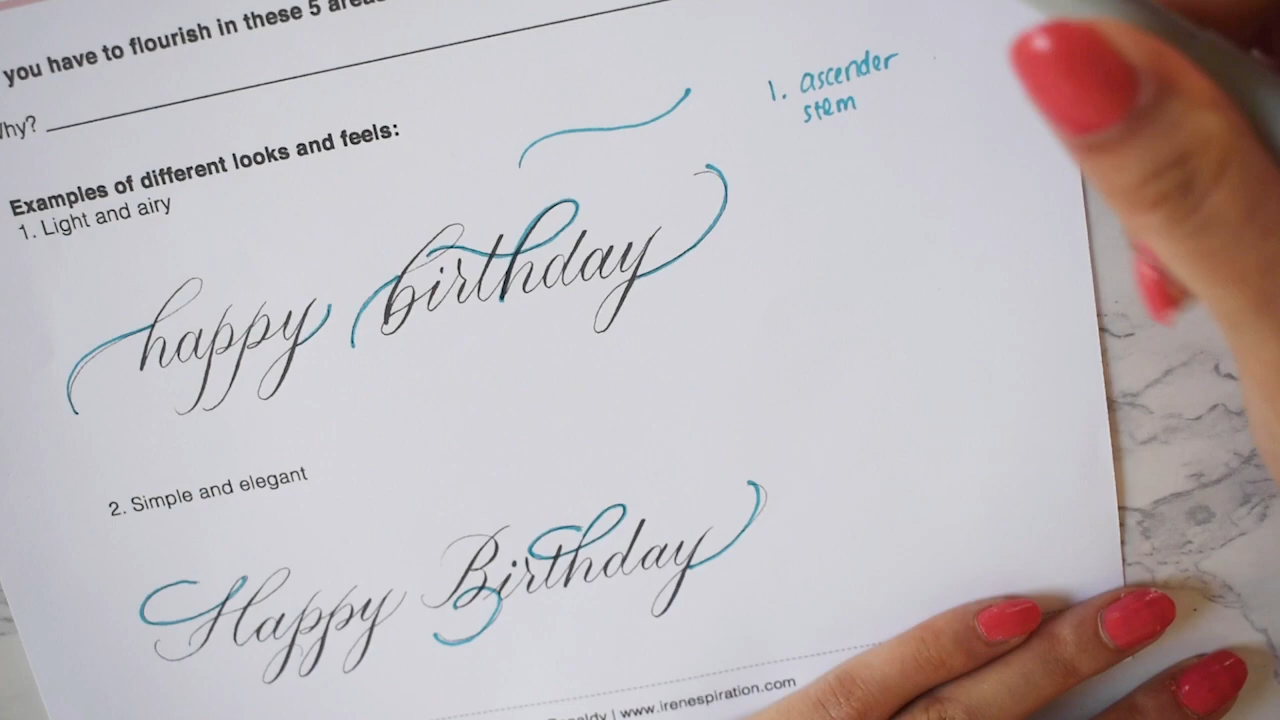 you have to flourish in these 5 areas
Why?
Examples of different looks and feels:
1. Light and airy
1. ascender
stem
happy birthday
2. Simple and elegant
Happy Birthday
| www.irenespiration.com